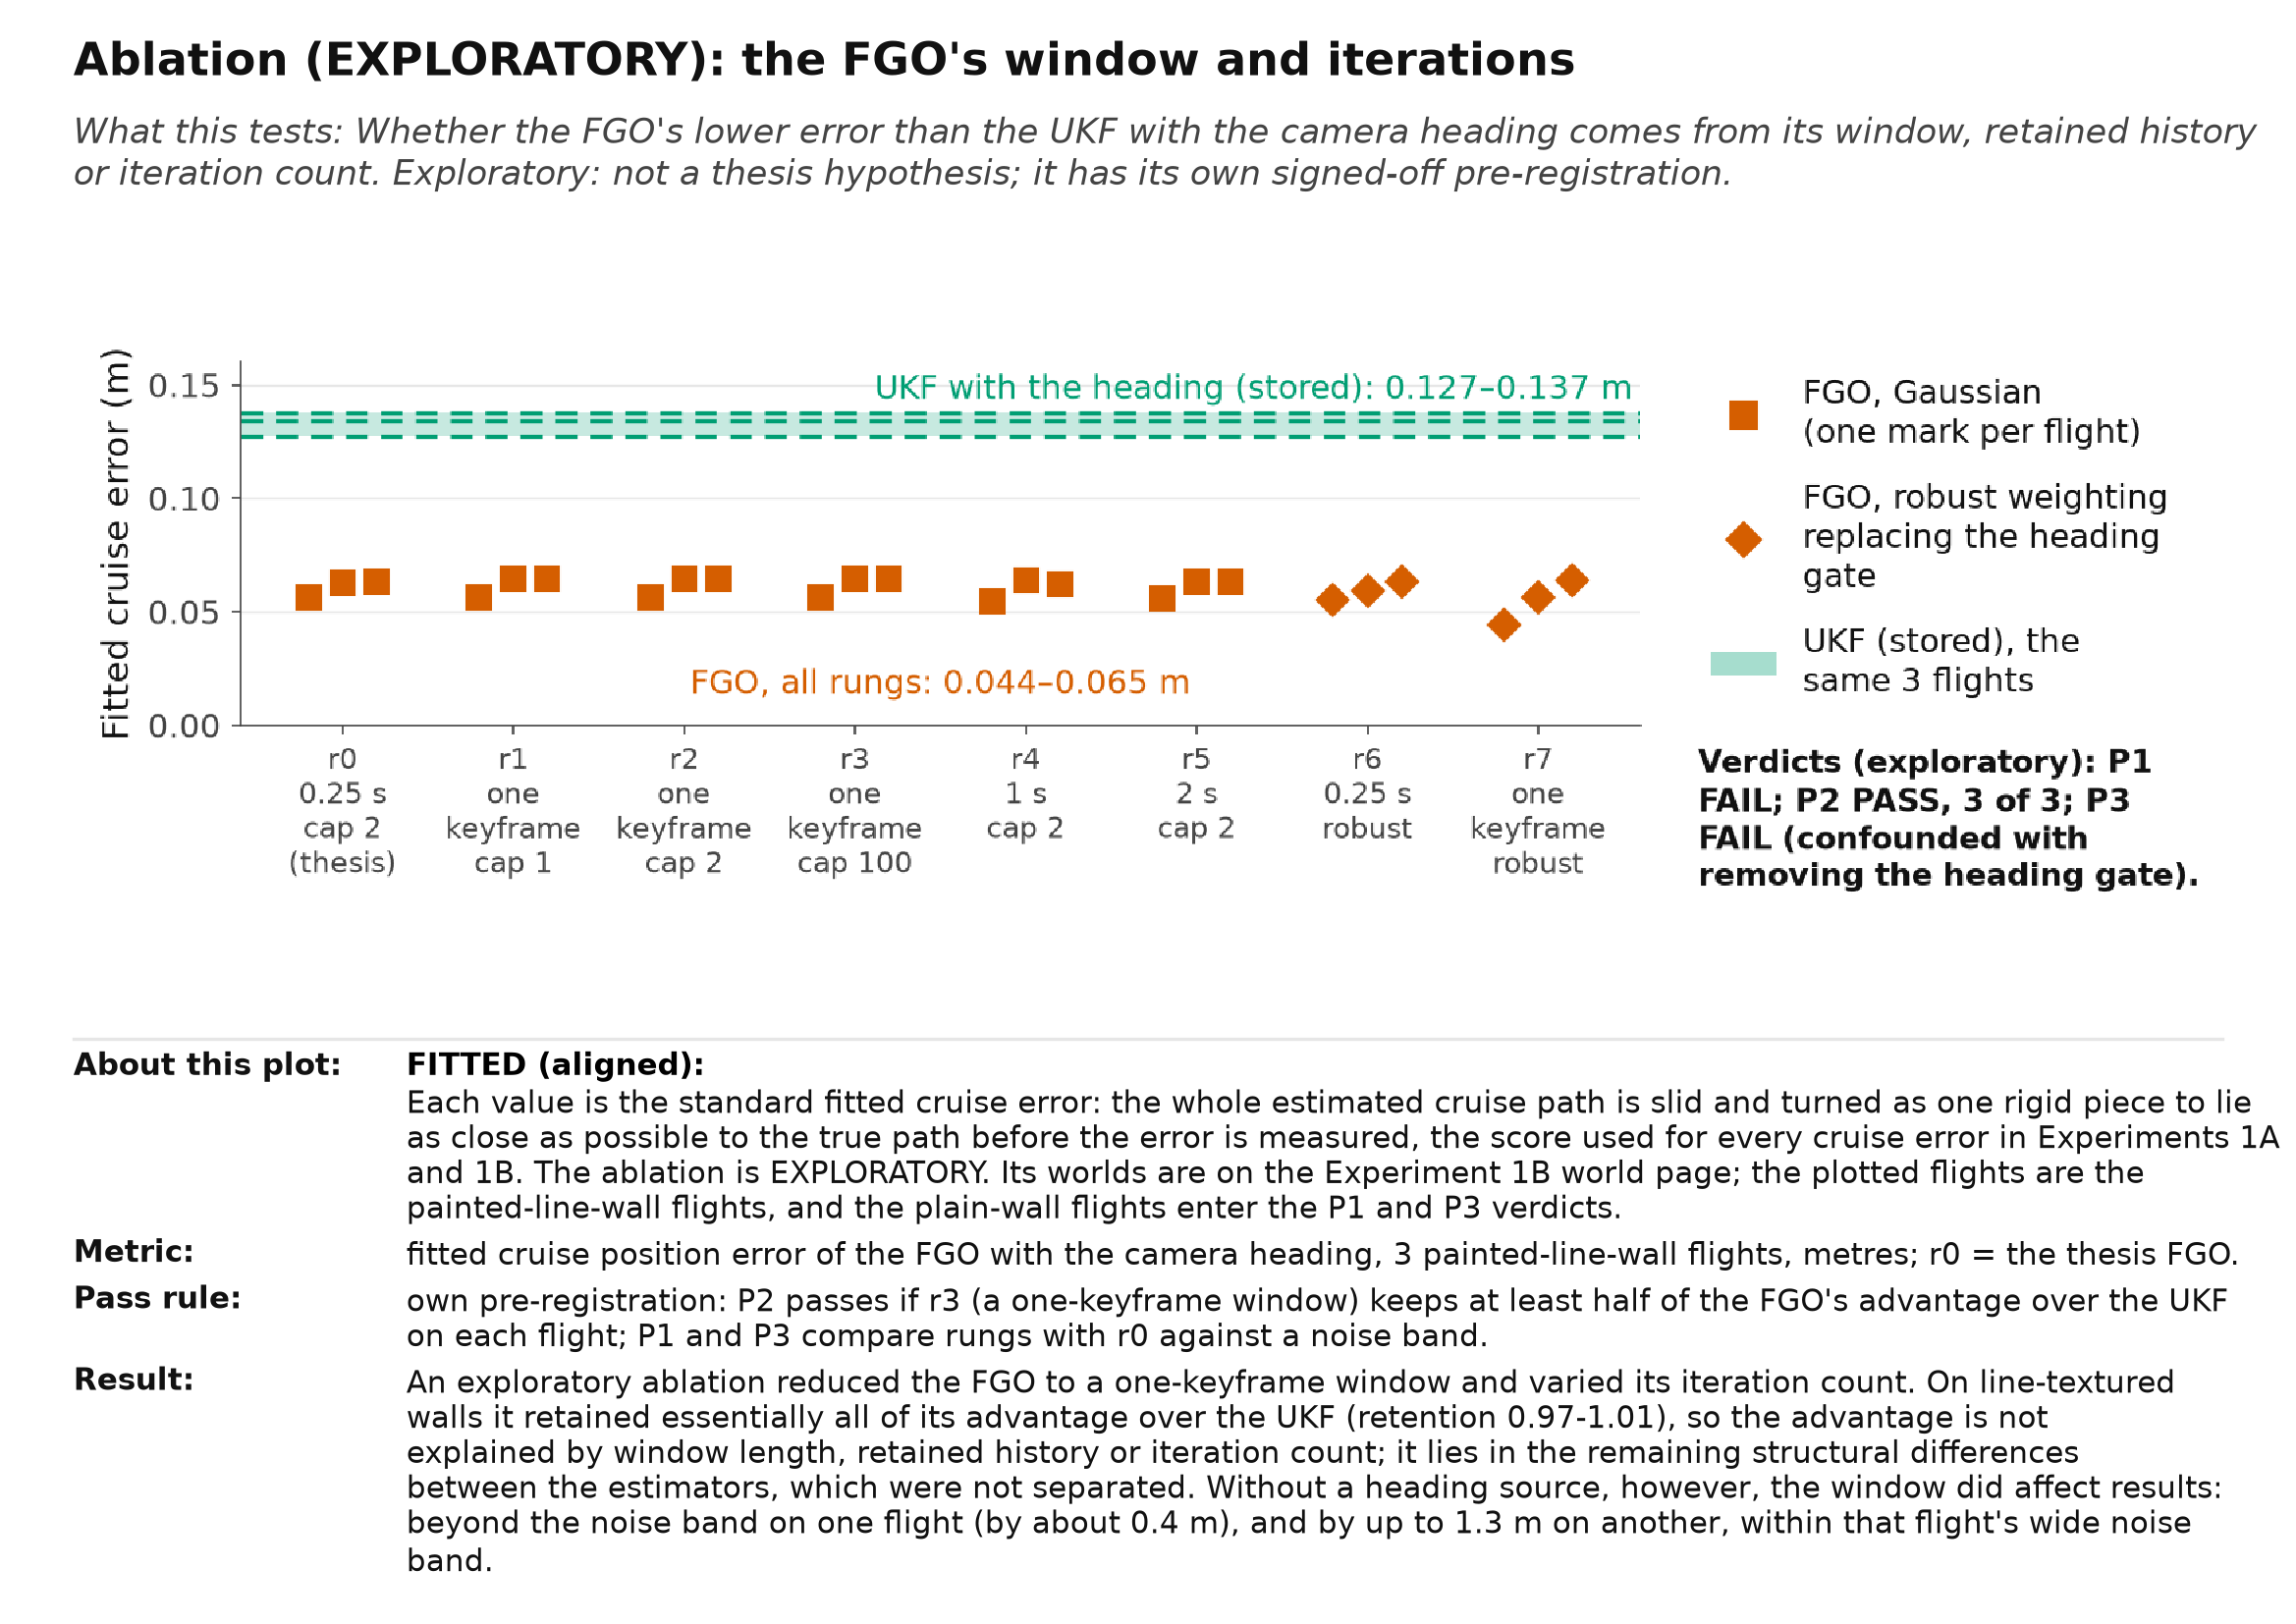 Ablation (EXPLORATORY): the FGO's window and iterations
What this tests: Whether the FGO's lower error than the UKF with the camera heading comes from its window, retained history
or iteration count. Exploratory: not a thesis hypothesis; it has its own signed-off pre-registration.
Fitted cruise error (m)
0.15
0.10
0.05
0.00
UKF with the heading (stored): 0.127–0.137 m
FGO, all rungs: 0.044–0.065 m
r0
0.25 s
cap 2
(thesis)
r1
one
keyframe
cap 1
r2
one
keyframe
cap 2
r3
one
keyframe
cap 100
r4
1 s
cap 2
r5
2 s
cap 2
r6
0.25 s
robust
r7
one
keyframe
robust
FGO, Gaussian
(one mark per flight)
FGO, robust weighting
replacing the heading
gate
UKF (stored), the
same 3 flights
Verdicts (exploratory): P1
FAIL; P2 PASS, 3 of 3; P3
FAIL (confounded with
removing the heading gate).
About this plot:
FITTED (aligned):
Each value is the standard fitted cruise error: the whole estimated cruise path is slid and turned as one rigid piece to lie
as close as possible to the true path before the error is measured, the score used for every cruise error in Experiments 1A
and 1B. The ablation is EXPLORATORY. Its worlds are on the Experiment 1B world page; the plotted flights are the
painted-line-wall flights, and the plain-wall flights enter the P1 and P3 verdicts.
Metric:
fitted cruise position error of the FGO with the camera heading, 3 painted-line-wall flights, metres; r0 = the thesis FGO.
Pass rule:
own pre-registration: P2 passes if r3 (a one-keyframe window) keeps at least half of the FGO's advantage over the UKF
on each flight; P1 and P3 compare rungs with r0 against a noise band.
Result:
An exploratory ablation reduced the FGO to a one-keyframe window and varied its iteration count. On line-textured
walls it retained essentially all of its advantage over the UKF (retention 0.97-1.01), so the advantage is not
explained by window length, retained history or iteration count; it lies in the remaining structural differences
between the estimators, which were not separated. Without a heading source, however, the window did affect results:
beyond the noise band on one flight (by about 0.4 m), and by up to 1.3 m on another, within that flight's wide noise
band.